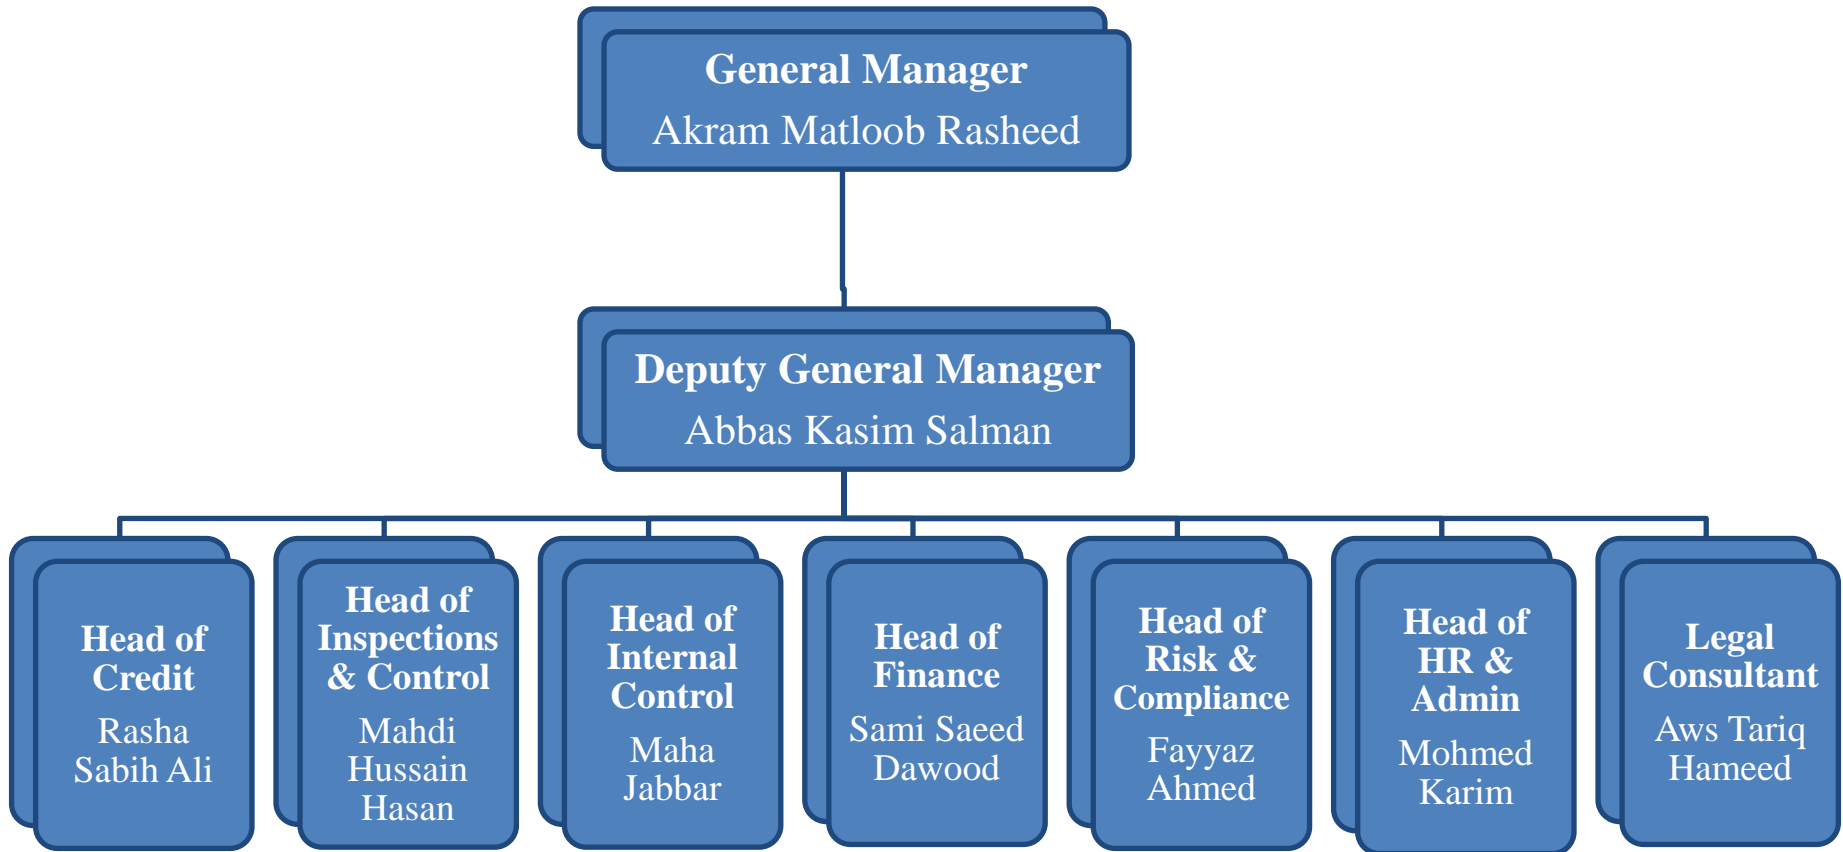 General Manager
Akram Matloob Rasheed
Deputy General Manager
Abbas Kasim Salman
Head of
Credit
Rasha
Sabih Ali
Head of
Inspections
& Control
Mahdi
Hussain
Hasan
Head of
Internal
Control
Maha
Jabbar
Head of
Finance
Sami Saeed
Dawood
Head of
Risk &
Compliance
Fayyaz
Ahmed
Head of
HR &
Admin
Mohmed
Karim
Legal
Consultant
Aws Tariq
Hameed